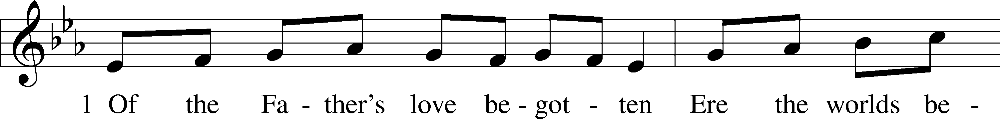 1 Of the Fa - ther’s love be - got - ten Ere the worlds be -